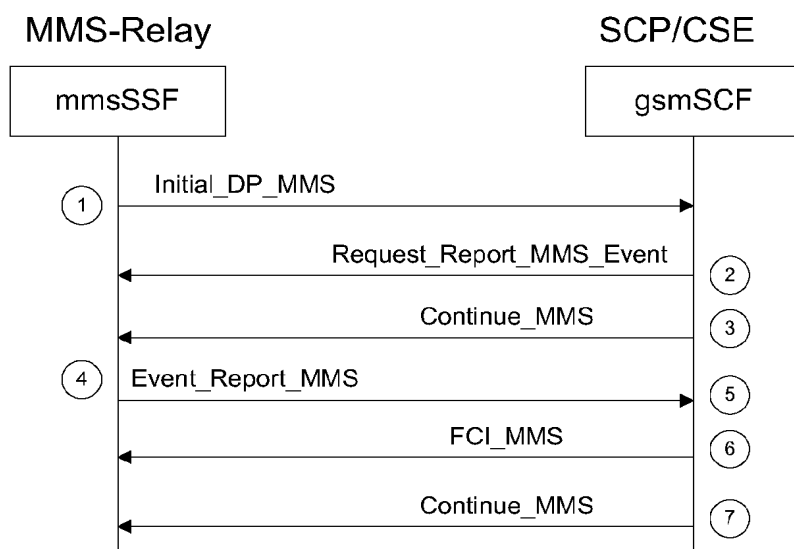 MMS-Relay
SCP/CSE
mmsSSF
gsmSCF
Initial_DP_MMS
1
Request_Report_MMS_Event
2
Continue_MMS
3
4
Event_Report_MMS
5
FCI_MMS
6
Continue_MMS
7